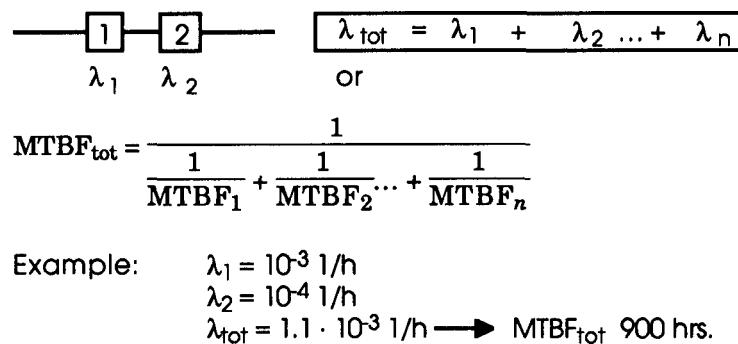 1 2 λtot = λ1 + λ2 ... + λn
λ1 λ2 or
MTBFtot = 1 / (1/MTBF1 + 1/MTBF2 ... + 1/MTBFn)
Example: λ1 = 10^-3 1/h
λ2 = 10^-4 1/h
λtot = 1.1 · 10^-3 1/h → MTBFtot 900 hrs.